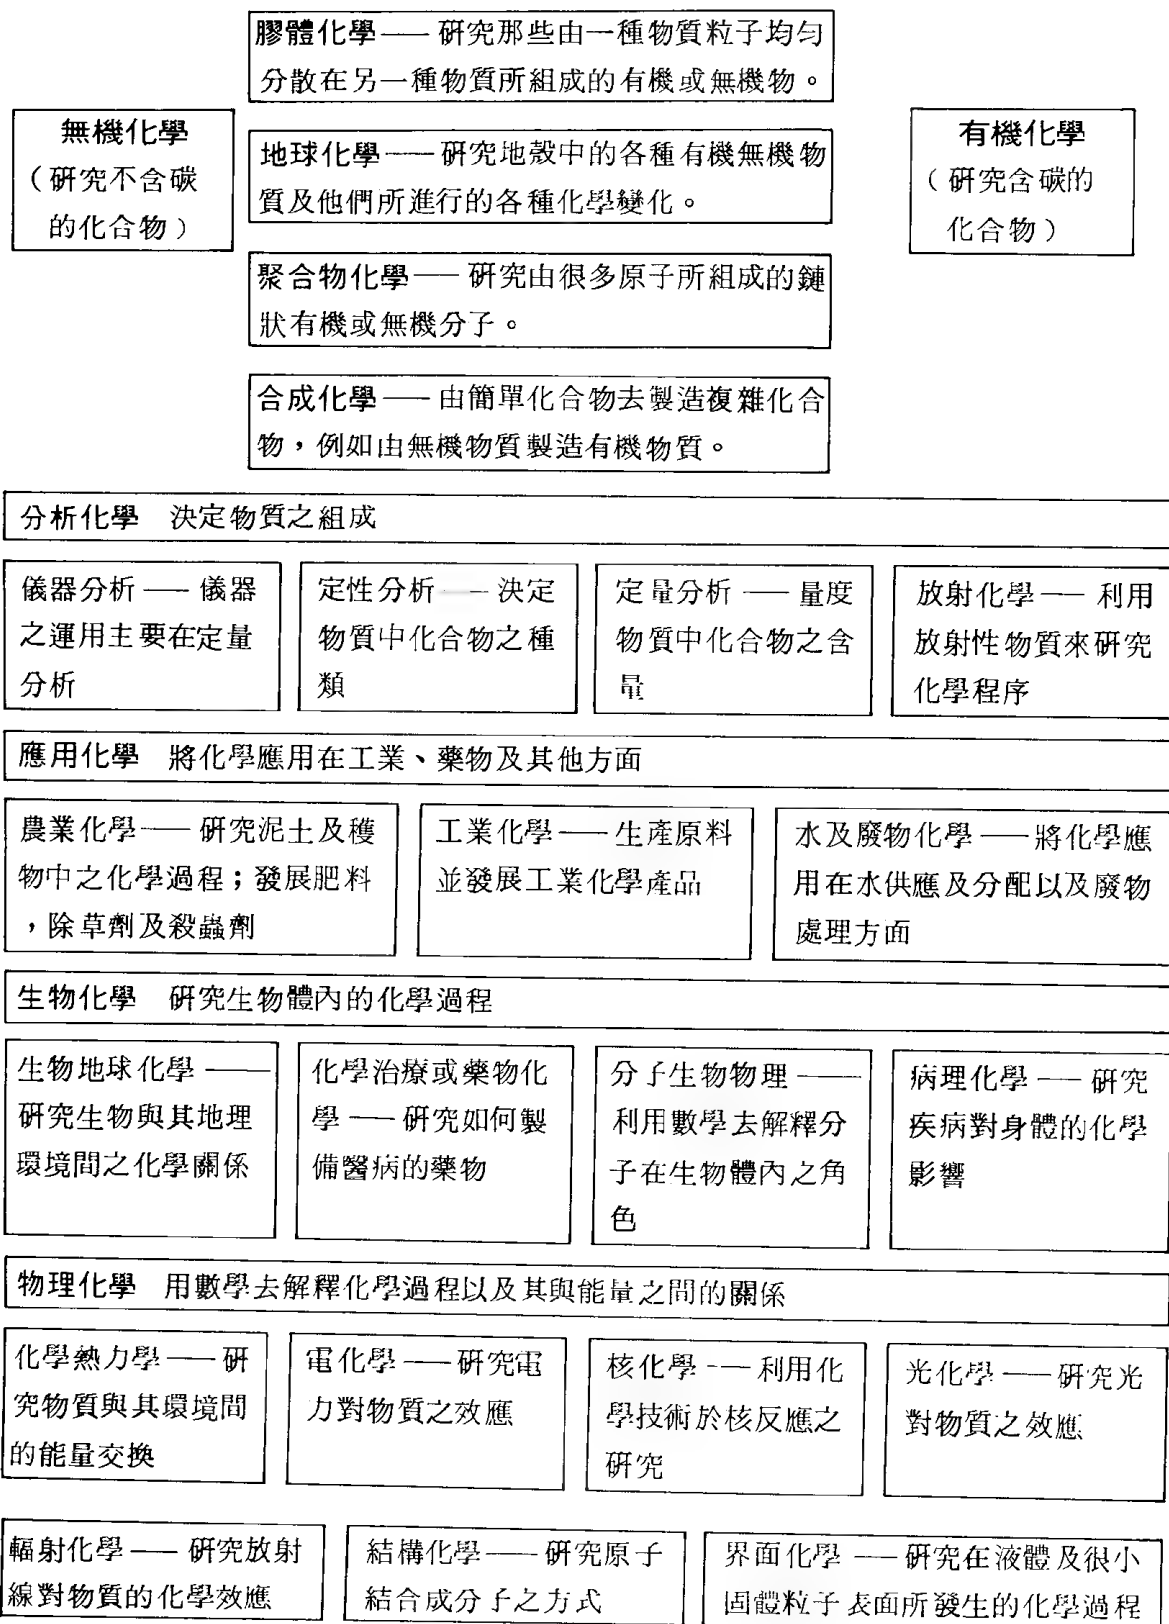 膠體化學── 研究那些由一種物質粒子均勻
分散在另一種物質所組成的有機或無機物。
無機化學
（研究不含碳
的化合物）
地球化學── 研究地殼中的各種有機無機物
質及他們所進行的各種化學變化。
有機化學
（研究含碳的
化合物）
聚合物化學── 研究由很多原子所組成的鏈
狀有機或無機分子。
合成化學── 由簡單化合物去製造複雜化合
物，例如由無機物質製造有機物質。
分析化學 決定物質之組成
儀器分析── 儀器
之運用主要在定量
分析
定性分析── 決定
物質中化合物之種
類
定量分析── 量度
物質中化合物之含
量
放射化學── 利用
放射性物質來研究
化學程序
應用化學 將化學應用在工業、藥物及其他方面
農業化學── 研究泥土及穫
物中之化學過程；發展肥料
，除草劑及殺蟲劑
工業化學── 生產原料
並發展工業化學產品
水及廢物化學── 將化學應
用在水供應及分配以及廢物
處理方面
生物化學 研究生物體內的化學過程
生物地球化學──
研究生物與其地理
環境間之化學關係
化學治療或藥物化
學── 研究如何製
備醫病的藥物
分子生物物理──
利用數學去解釋分
子在生物體內之角
色
病理化學── 研究
疾病對身體的化學
影響
物理化學 用數學去解釋化學過程以及其與能量之間的關係
化學熱力學── 研
究物質與其環境間
的能量交換
電化學── 研究電
力對物質之效應
核化學── 利用化
學技術於核反應之
研究
光化學── 研究光
對物質之效應
輻射化學── 研究放射
線對物質的化學效應
結構化學── 研究原子
結合成分子之方式
界面化學── 研究在液體及很小
固體粒子表面所發生的化學過程